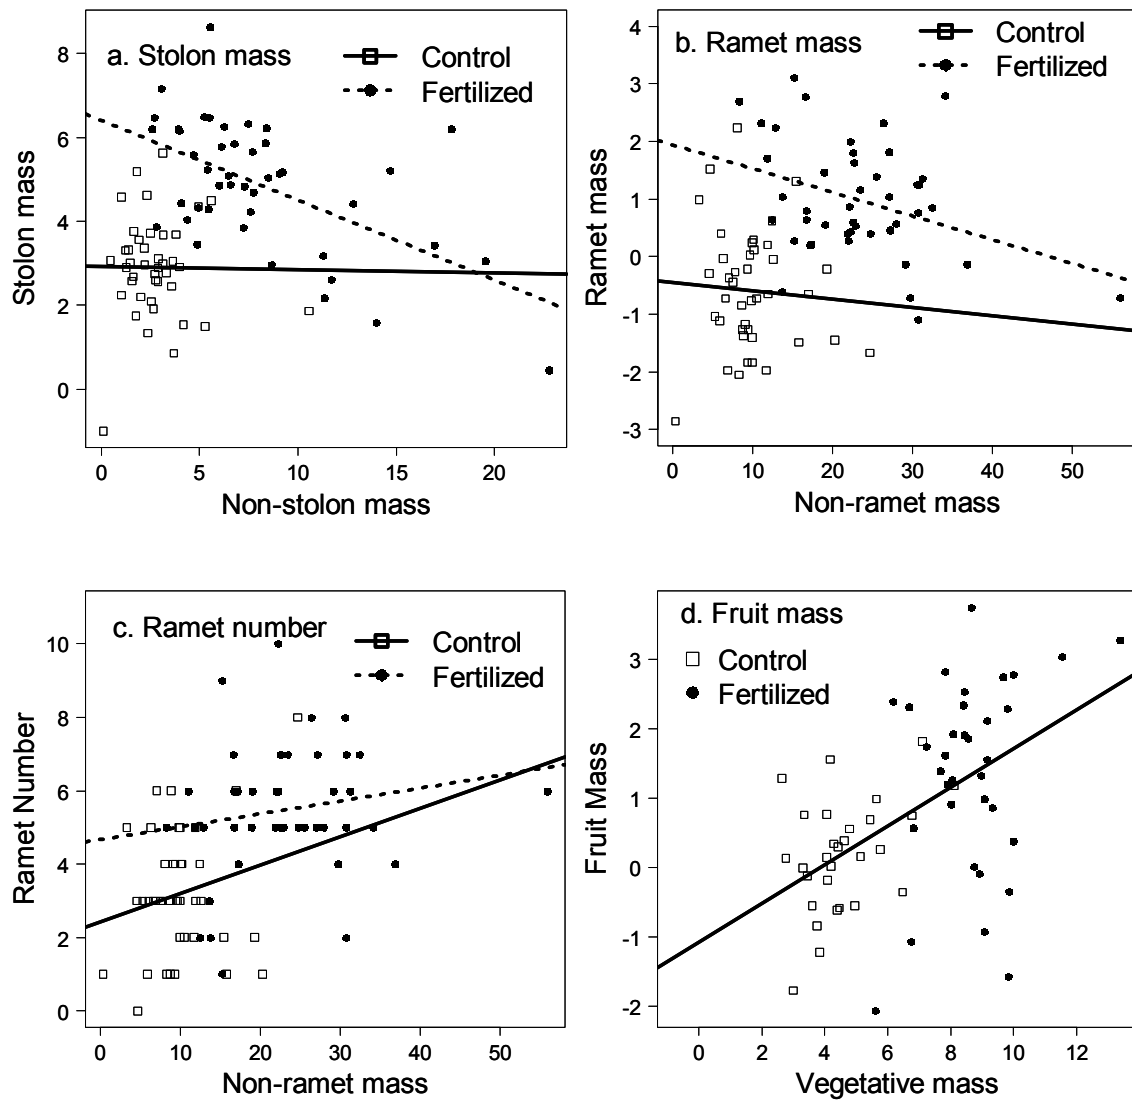 a. Stolon mass
Control
Fertilized
8
6
4
2
0
Stolon mass
0 5 10 15 20
Non-stolon mass
b. Ramet mass
Control
Fertilized
4
3
2
1
0
-1
-2
-3
Ramet mass
0 10 20 30 40 50
Non-ramet mass
c. Ramet number
Control
Fertilized
10
8
6
4
2
0
Ramet Number
0 10 20 30 40 50
Non-ramet mass
d. Fruit mass
Control
Fertilized
3
2
1
0
-1
-2
Fruit Mass
0 2 4 6 8 10 12
Vegetative mass